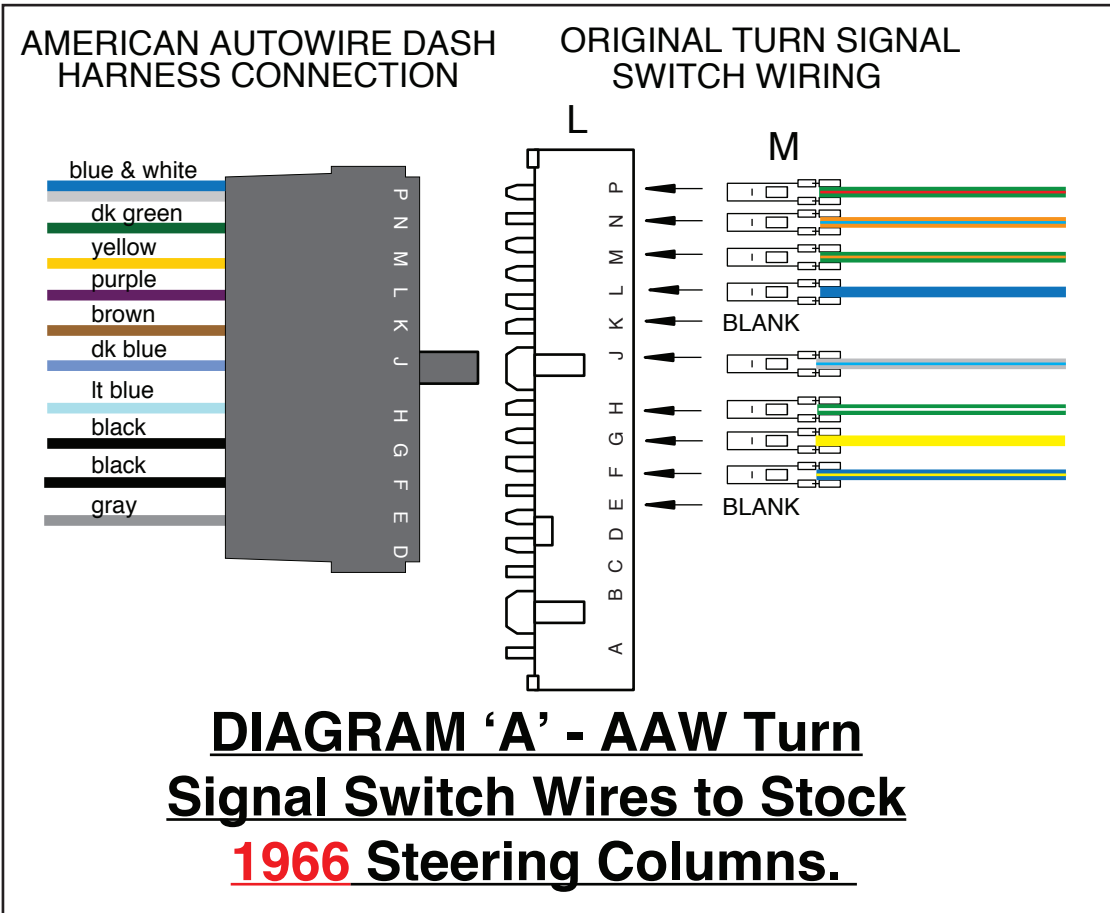 AMERICAN AUTOWIRE DASH
HARNESS CONNECTION
ORIGINAL TURN SIGNAL
SWITCH WIRING
L
M
blue & white
dk green
yellow
purple
brown
dk blue
lt blue
black
black
gray
P
N
M
L
K
J
H
G
F
E
D
P
N
M
L
K
J
H
G
F
E
D
C
B
A
BLANK
BLANK
DIAGRAM ‘A’ - AAW Turn
Signal Switch Wires to Stock
1966 Steering Columns.